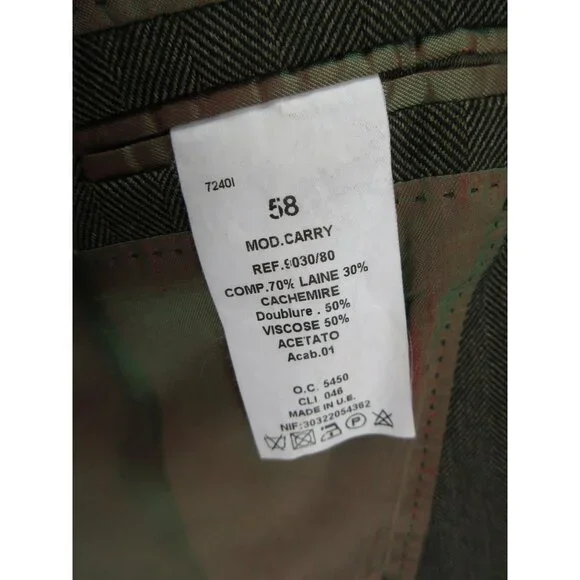 7240I
58
MOD.CARRY
REF.9030/80
COMP.70% LAINE 30%
CACHEMIRE
Doublure . 50%
VISCOSE 50%
ACETATO
Acab.01
O.C. 5450
CLI. 046
MADE IN U.E.
NIF:30322054362
P